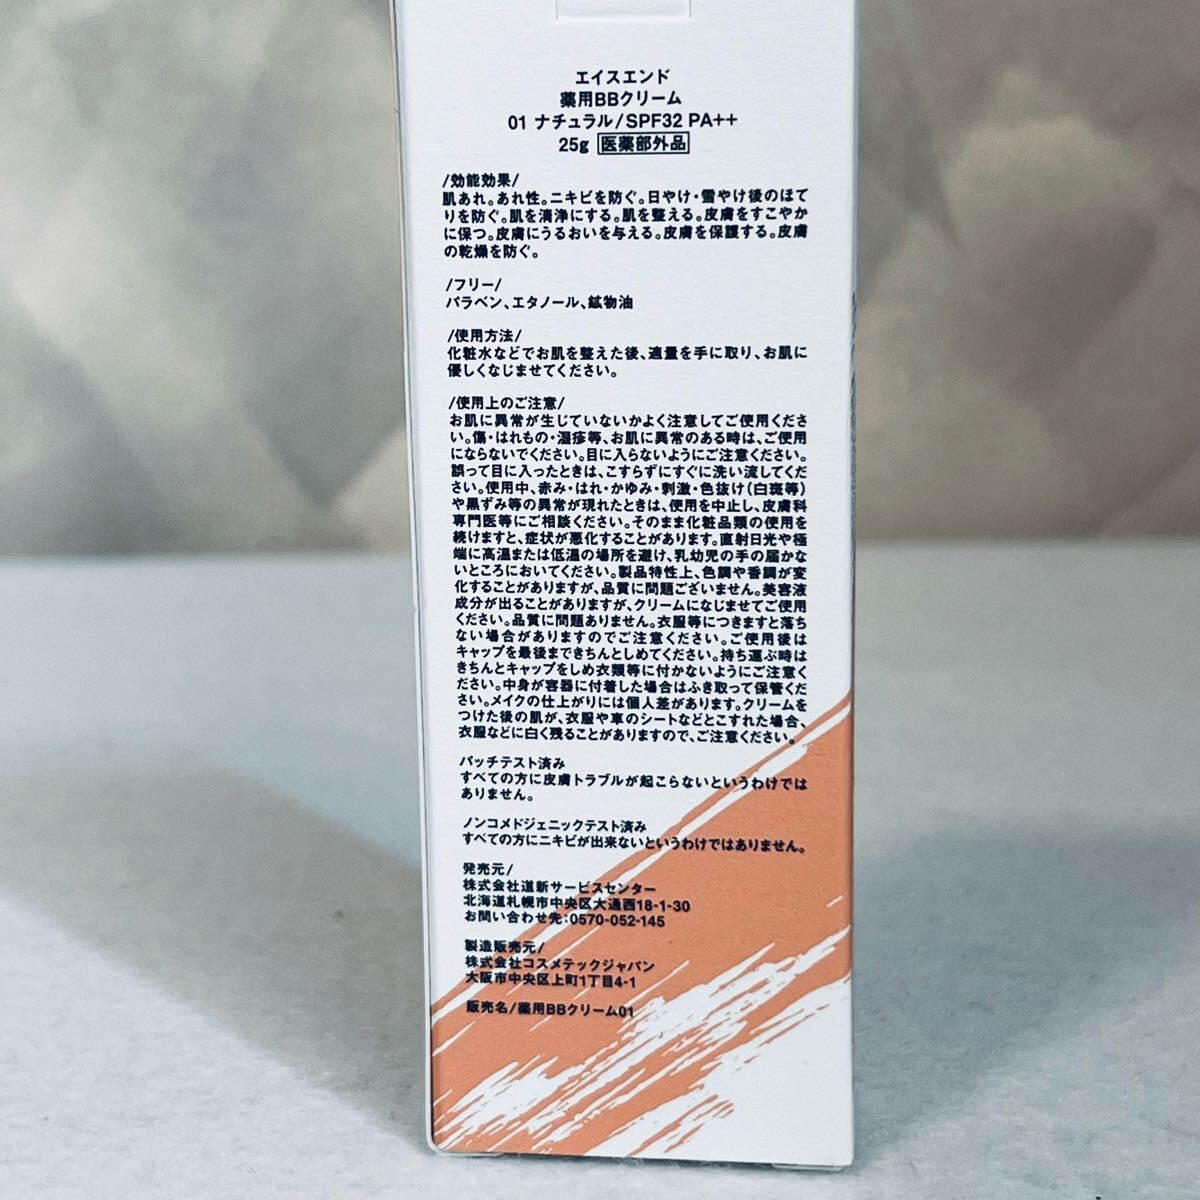 エイスエンド
薬用BBクリーム
01 ナチュラル/SPF32 PA++
25g 医薬部外品
/効能効果/
肌あれ。あれ性。ニキビを防ぐ。日やけ・雪やけ後のほて
りを防ぐ。肌を清浄にする。肌を整える。皮膚をすこやか
に保つ。皮膚にうるおいを与える。皮膚を保護する。皮膚
の乾燥を防ぐ。
/フリー/
パラベン、エタノール、鉱物油
/使用方法/
化粧水などでお肌を整えた後、適量を手に取り、お肌に
優しくなじませてください。
/使用上のご注意/
お肌に異常が生じていないかよく注意してご使用くださ
い。傷・はれもの・湿疹等、お肌に異常のある時は、ご使用
にならないでください。目に入らないようにご注意ください。
誤って目に入ったときは、こすらずにすぐに洗い流してくだ
さい。使用中、赤み・はれ・かゆみ・刺激・色抜け(白斑等)
や黒ずみ等の異常が現れたときは、使用を中止し、皮膚科
専門医等にご相談ください。そのまま化粧品類の使用を
続けますと、症状が悪化することがあります。直射日光や極
端に高温または低温の場所を避け、乳幼児の手の届かな
いところにおいてください。製品特性上、色調や香調が変
化することがありますが、品質に問題ございません。美容液
成分が出ることがありますが、クリームになじませてご使用
ください。品質に問題ありません。衣服等につきますと落ち
ない場合がありますのでご注意ください。ご使用後は
キャップを最後まできちんとしめてください。持ち運ぶ時は
きちんとキャップをしめ衣類等に付かないようにご注意く
ださい。中身が容器に付着した場合はふき取って保管くだ
さい。メイクの仕上がりには個人差があります。クリームを
つけた後の肌が、衣服や車のシートなどとこすれた場合、
衣服などに白く残ることがありますので、ご注意ください。
パッチテスト済み
すべての方に皮膚トラブルが起こらないというわけでは
ありません。
ノンコメドジェニックテスト済み
すべての方にニキビが出来ないというわけではありません。
発売元/
株式会社道新サービスセンター
北海道札幌市中央区大通西18-1-30
お問い合わせ先:0570-052-145
製造販売元/
株式会社コスメテックジャパン
大阪市中央区上町1丁目4-1
販売名/薬用BBクリーム01